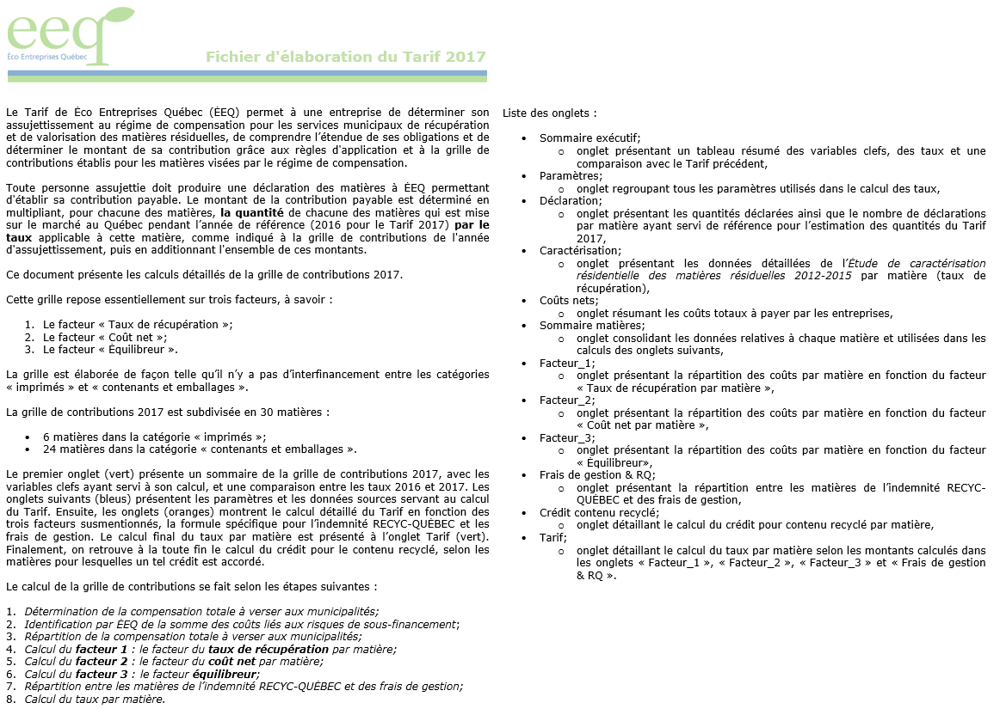 eeq
Éco Entreprises Québec
Fichier d'élaboration du Tarif 2017
Le Tarif de Éco Entreprises Québec (ÉEQ) permet à une entreprise de déterminer son
assujettissement au régime de compensation pour les services municipaux de récupération
et de valorisation des matières résiduelles, de comprendre l’étendue de ses obligations et de
déterminer le montant de sa contribution grâce aux règles d'application et à la grille de
contributions établis pour les matières visées par le régime de compensation.
Toute personne assujettie doit produire une déclaration des matières à ÉEQ permettant
d'établir sa contribution payable. Le montant de la contribution payable est déterminé en
multipliant, pour chacune des matières, la quantité de chacune des matières qui est mise
sur le marché au Québec pendant l’année de référence (2016 pour le Tarif 2017) par le
taux applicable à cette matière, comme indiqué à la grille de contributions de l'année
d'assujettissement, puis en additionnant l'ensemble de ces montants.
Ce document présente les calculs détaillés de la grille de contributions 2017.
Cette grille repose essentiellement sur trois facteurs, à savoir :
1. Le facteur « Taux de récupération »;
2. Le facteur « Coût net »;
3. Le facteur « Équilibreur ».
La grille est élaborée de façon telle qu’il n’y a pas d’interfinancement entre les catégories
« imprimés » et « contenants et emballages ».
La grille de contributions 2017 est subdivisée en 30 matières :
• 6 matières dans la catégorie « imprimés »;
• 24 matières dans la catégorie « contenants et emballages ».
Le premier onglet (vert) présente un sommaire de la grille de contributions 2017, avec les
variables clefs ayant servi à son calcul, et une comparaison entre les taux 2016 et 2017. Les
onglets suivants (bleus) présentent les paramètres et les données sources servant au calcul
du Tarif. Ensuite, les onglets (oranges) montrent le calcul détaillé du Tarif en fonction des
trois facteurs susmentionnés, la formule spécifique pour l’indemnité RECYC-QUÉBEC et les
frais de gestion. Le calcul final du taux par matière est présenté à l’onglet Tarif (vert).
Finalement, on retrouve à la toute fin le calcul du crédit pour le contenu recyclé, selon les
matières pour lesquelles un tel crédit est accordé.
Le calcul de la grille de contributions se fait selon les étapes suivantes :
1. Détermination de la compensation totale à verser aux municipalités;
2. Identification par ÉEQ de la somme des coûts liés aux risques de sous-financement;
3. Répartition de la compensation totale à verser aux municipalités;
4. Calcul du facteur 1 : le facteur du taux de récupération par matière;
5. Calcul du facteur 2 : le facteur du coût net par matière;
6. Calcul du facteur 3 : le facteur équilibreur;
7. Répartition entre les matières de l’indemnité RECYC-QUÉBEC et des frais de gestion;
8. Calcul du taux par matière.
Liste des onglets :
• Sommaire exécutif;
o onglet présentant un tableau résumé des variables clefs, des taux et une
comparaison avec le Tarif précédent,
• Paramètres;
o onglet regroupant tous les paramètres utilisés dans le calcul des taux,
• Déclaration;
o onglet présentant les quantités déclarées ainsi que le nombre de déclarations
par matière ayant servi de référence pour l’estimation des quantités du Tarif
2017,
• Caractérisation;
o onglet présentant les données détaillées de l’Étude de caractérisation
résidentielle des matières résiduelles 2012-2015 par matière (taux de
récupération),
• Coûts nets;
o onglet résumant les coûts totaux à payer par les entreprises,
• Sommaire matières;
o onglet consolidant les données relatives à chaque matière et utilisées dans les
calculs des onglets suivants,
• Facteur_1;
o onglet présentant la répartition des coûts par matière en fonction du facteur
« Taux de récupération par matière »,
• Facteur_2;
o onglet présentant la répartition des coûts par matière en fonction du facteur
« Coût net par matière »,
• Facteur_3;
o onglet présentant la répartition des coûts par matière en fonction du facteur
« Équilibreur»,
• Frais de gestion & RQ;
o onglet présentant la répartition entre les matières de l’indemnité RECYC-
QUÉBEC et des frais de gestion,
• Crédit contenu recyclé;
o onglet détaillant le calcul du crédit pour contenu recyclé par matière,
• Tarif;
o onglet détaillant le calcul du taux par matière selon les montants calculés dans
les onglets « Facteur_1 », « Facteur_2 », « Facteur_3 » et « Frais de gestion
& RQ ».